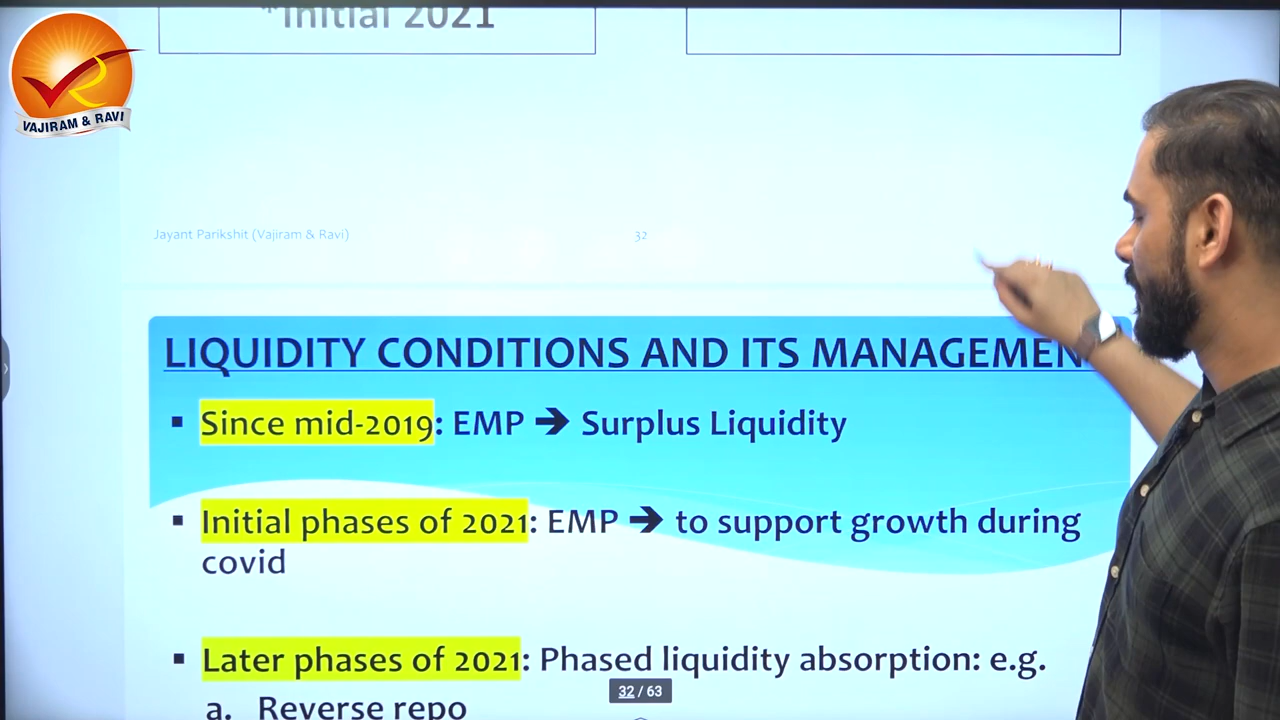 *Initial 2021
VAJIRAM & RAVI
Jayant Parikshit (Vajiram & Ravi)
32
LIQUIDITY CONDITIONS AND ITS MANAGEMEN
▪ Since mid-2019: EMP ➔ Surplus Liquidity
▪ Initial phases of 2021: EMP ➔ to support growth during
covid
▪ Later phases of 2021: Phased liquidity absorption: e.g.
32 / 63
a. Reverse repo